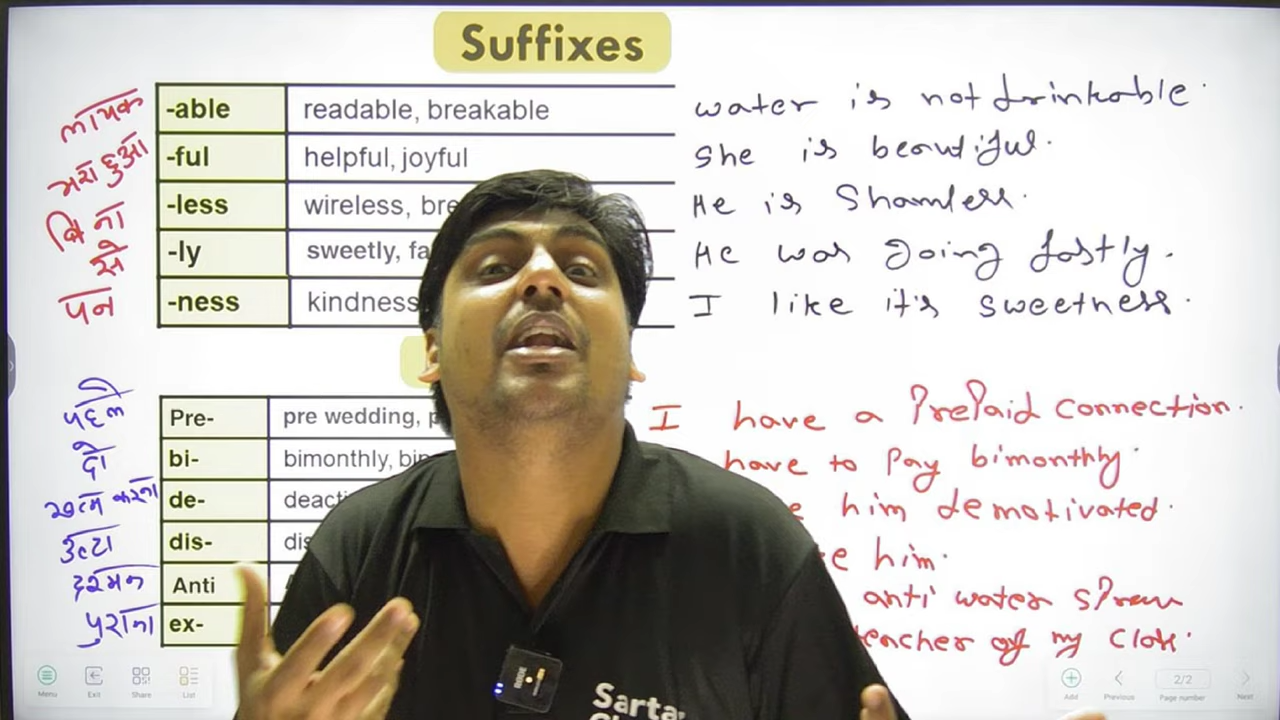 Suffixes
लायक -able readable, breakable water is not drinkable.
भरा हुआ -ful helpful, joyful She is beautiful.
बिना -less wireless, bre He is Shamless.
से -ly sweetly, fa He was going fastly.
पन -ness kindness I like it's sweetness.
पहले Pre- pre wedding, p I have a PrePaid connection.
दो bi- bimonthly, bi have to Pay bimonthly.
खत्म करना de- deacti him demotivated.
उल्टा dis- dis him.
दुश्मन Anti anti water
पुराना ex- teacher of my
Menu Exit Share List Add Previous 2/2 Page number Next
Sarta